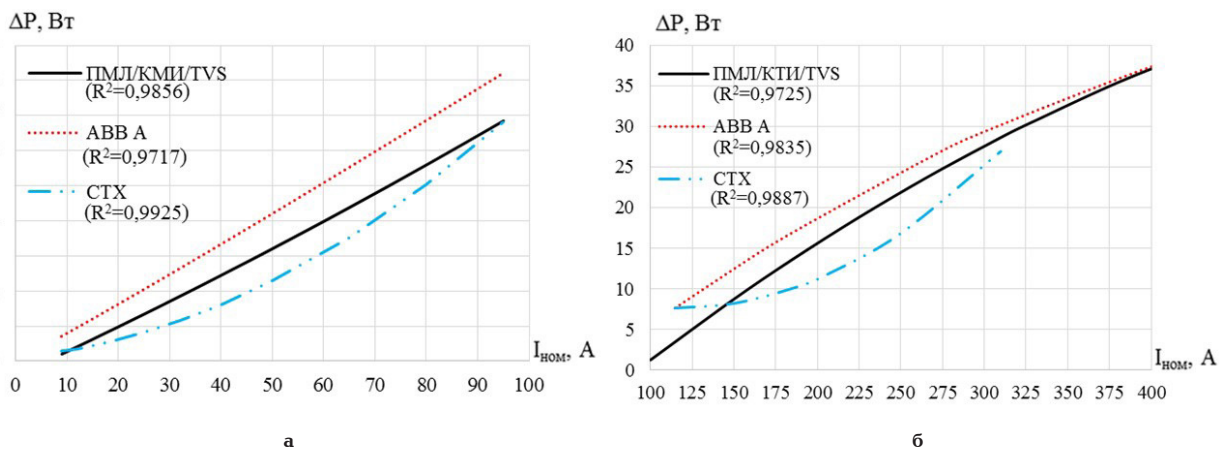 ΔP, Вт
ПМЛ/КМИ/TVS
(R²=0,9856)
ABB A
(R²=0,9717)
CTX
(R²=0,9925)
Iном, А
0 10 20 30 40 50 60 70 80 90 100
а
ΔP, Вт
40
35
30
25
20
15
10
5
0
ПМЛ/КТИ/TVS
(R²=0,9725)
ABB A
(R²=0,9835)
CTX
(R²=0,9887)
Iном, А
100 125 150 175 200 225 250 275 300 325 350 375 400
б